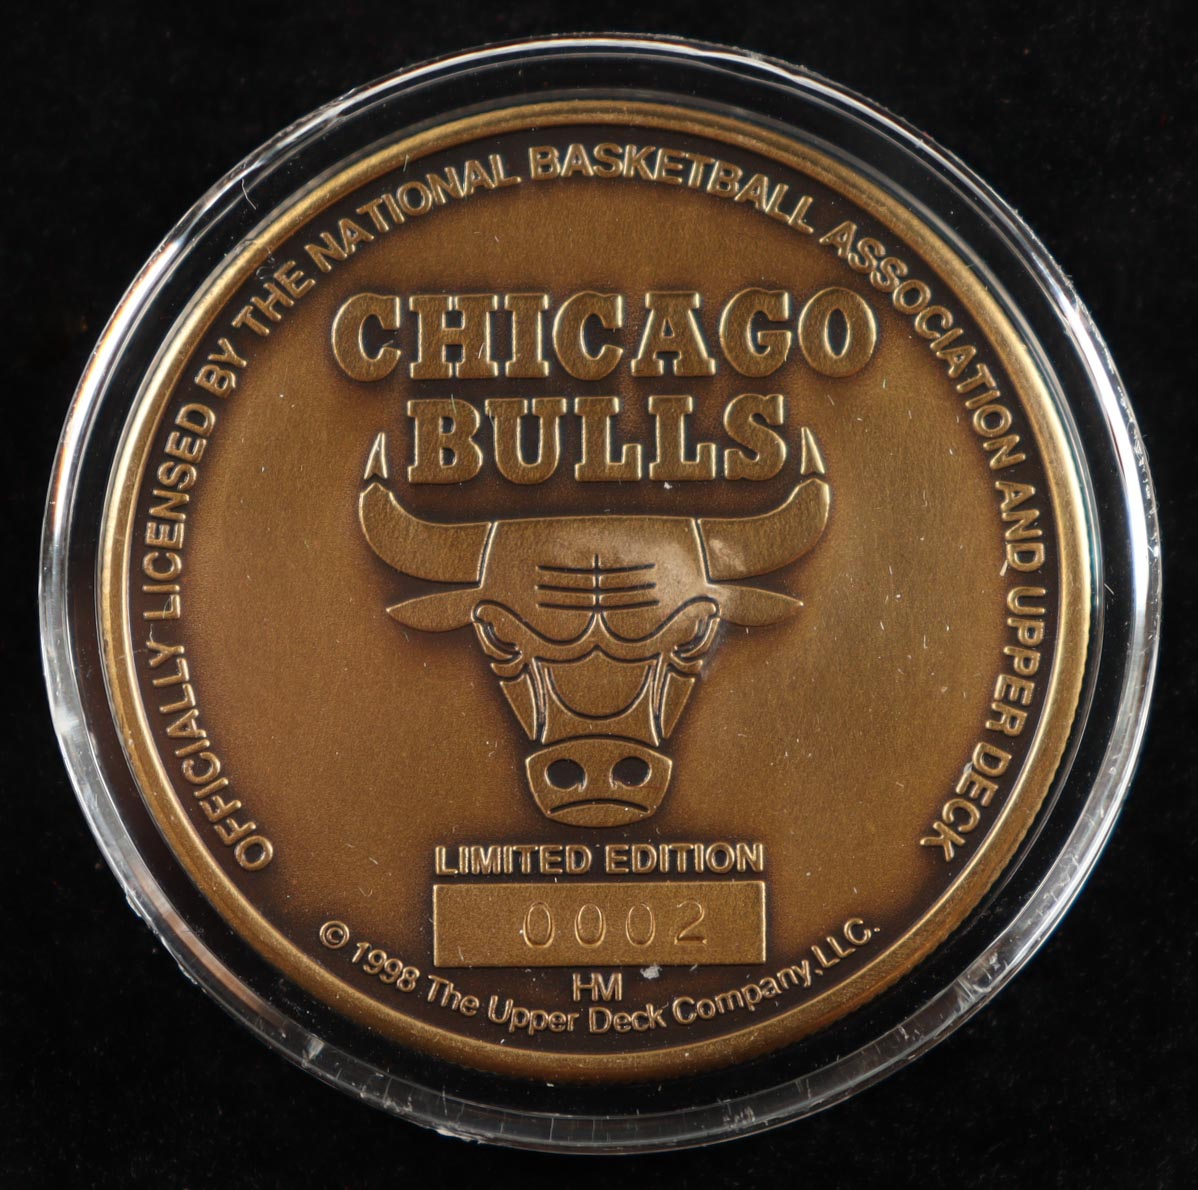 OFFICIALLY LICENSED BY THE NATIONAL BASKETBALL ASSOCIATION AND UPPER DECK
CHICAGO
BULLS
LIMITED EDITION
0002
HM
© 1998 The Upper Deck Company, LLC.